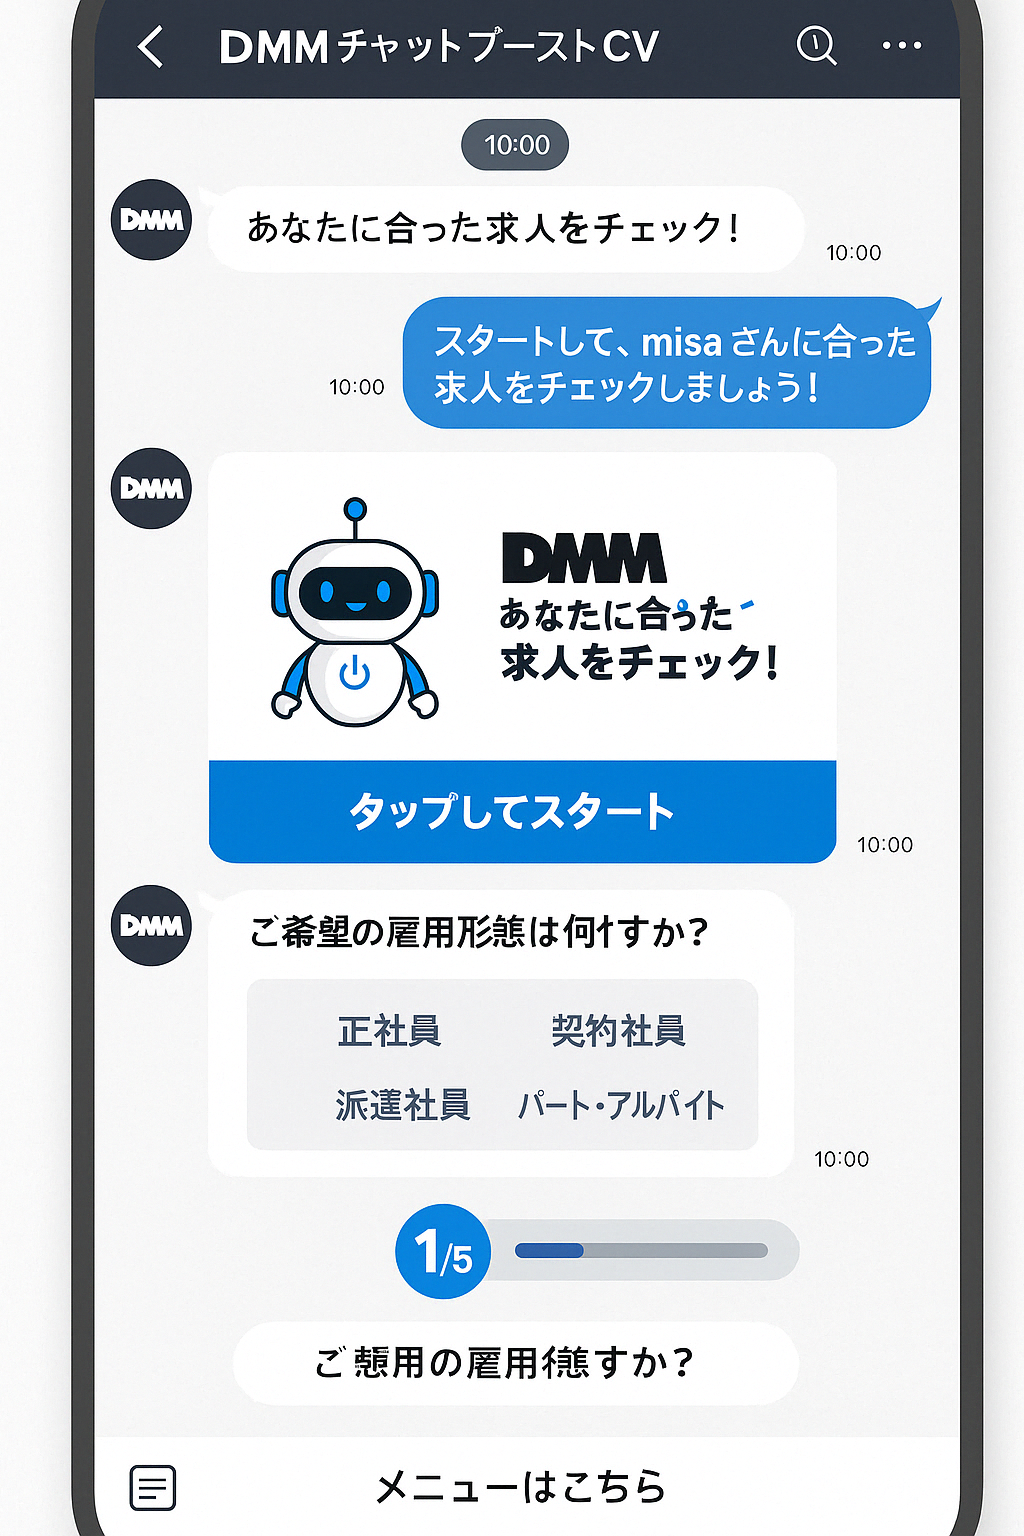 DMMチャットブーストCV
10:00
DMM
あなたに合った求人をチェック!
10:00
スタートして、misaさんに合った
求人をチェックしましょう!
10:00
DMM
DMM
あなたに合った
求人をチェック!
タップしてスタート
10:00
DMM
ご希望の雇用形態は何すか?
正社員
契約社員
派遣社員
パート・アルバイト
10:00
1/5
ご 用の雇用 すか?
メニューはこちら